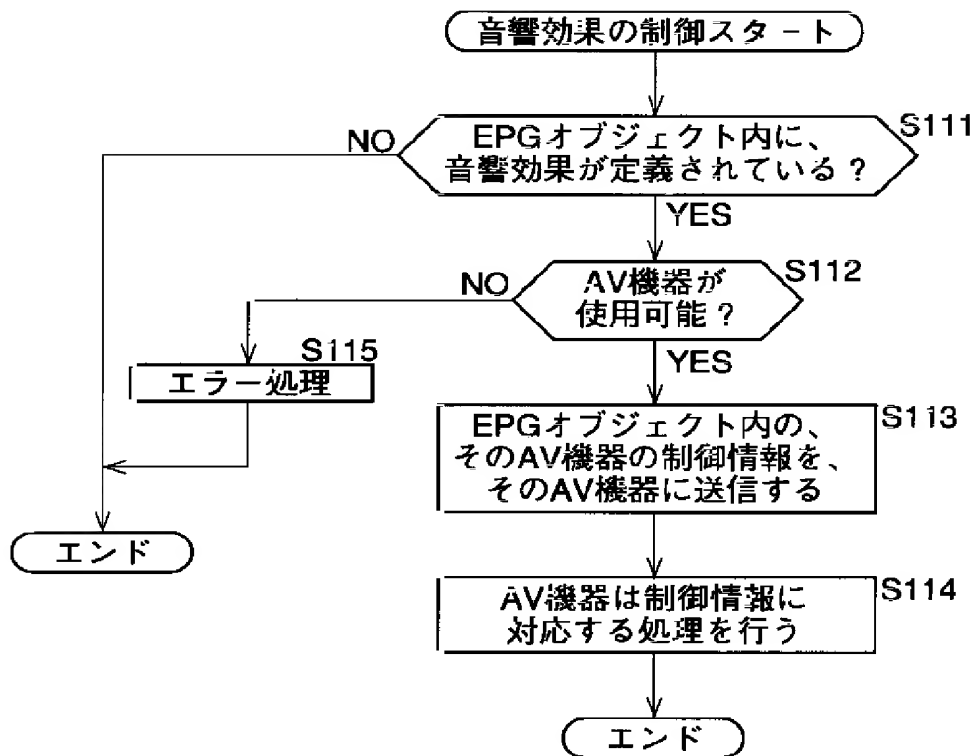 音響効果の制御スタート
S111
NO
EPGオブジェクト内に、
音響効果が定義されている?
YES
S112
NO
AV機器が
使用可能?
YES
S115
エラー処理
S113
EPGオブジェクト内の、
そのAV機器の制御情報を、
そのAV機器に送信する
エンド
S114
AV機器は制御情報に
対応する処理を行う
エンド